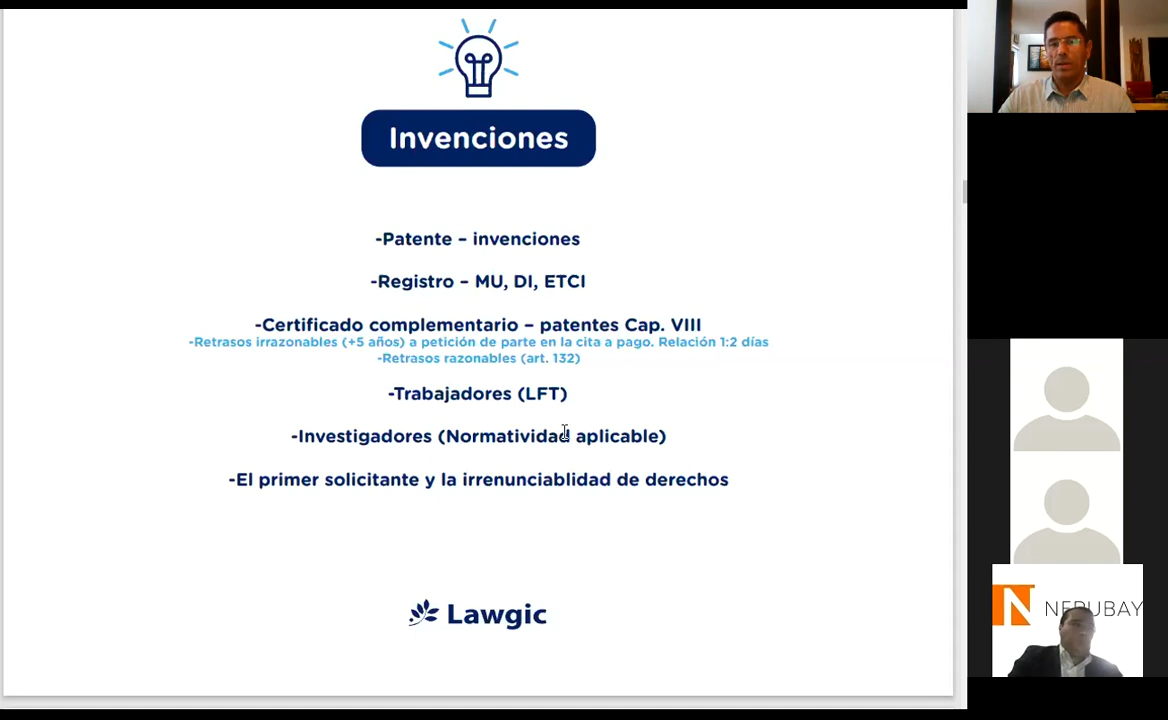 Invenciones
-Patente – invenciones
-Registro – MU, DI, ETCI
-Certificado complementario – patentes Cap. VIII
-Retrasos irrazonables (+5 años) a petición de parte en la cita a pago. Relación 1:2 días
-Retrasos razonables (art. 132)
-Trabajadores (LFT)
-Investigadores (Normatividad aplicable)
-El primer solicitante y la irrenunciablidad de derechos
Lawgic
N